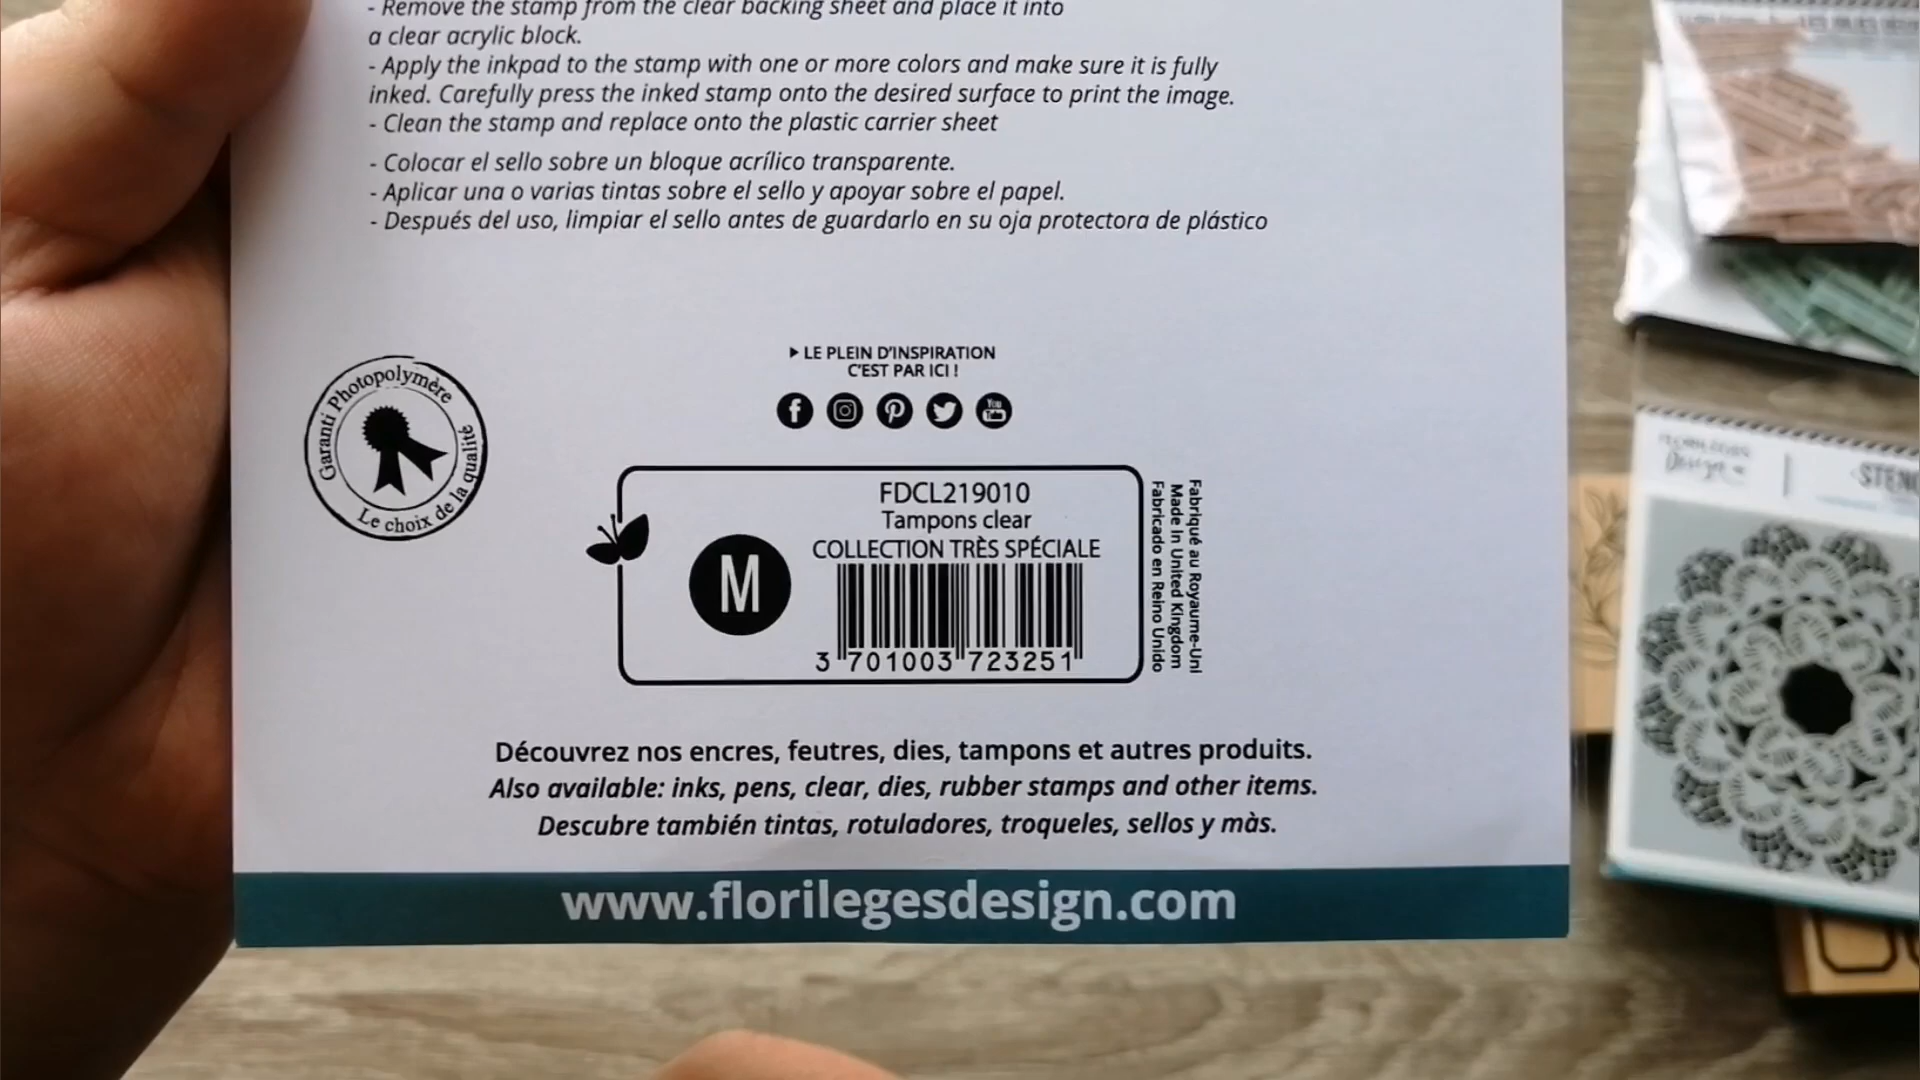 - Remove the stamp from the clear backing sheet and place it into
a clear acrylic block.
- Apply the inkpad to the stamp with one or more colors and make sure it is fully
inked. Carefully press the inked stamp onto the desired surface to print the image.
- Clean the stamp and replace onto the plastic carrier sheet
- Colocar el sello sobre un bloque acrílico transparente.
- Aplicar una o varias tintas sobre el sello y apoyar sobre el papel.
- Después del uso, limpiar el sello antes de guardarlo en su oja protectora de plástico
LE PLEIN D'INSPIRATION
C'EST PAR ICI !
You
Tube
Garanti Photopolymère
Le choix de la qualité
FDCL219010
Tampons clear
COLLECTION TRÈS SPÉCIALE
M
3 701003 723251
Fabriqué au Royaume-Uni
Made in United Kingdom
Fabricado en Reino Unido
Découvrez nos encres, feutres, dies, tampons et autres produits.
Also available: inks, pens, clear, dies, rubber stamps and other items.
Descubre también tintas, rotuladores, troqueles, sellos y màs.
www.florilegesdesign.com
Design
STENC